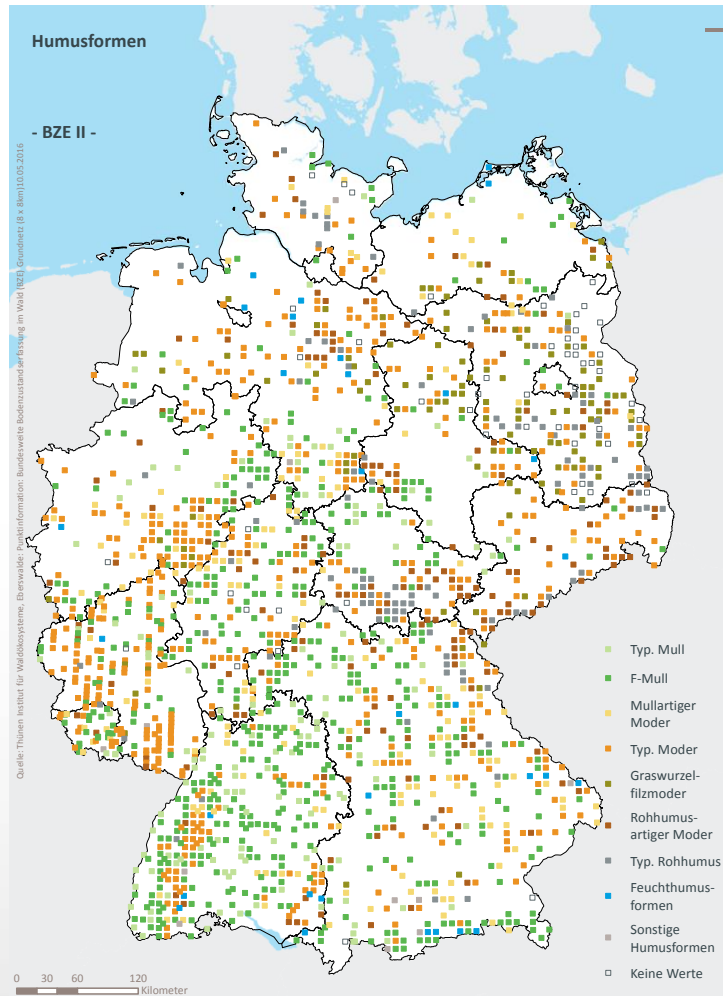 Humusformen
- BZE II -
Quelle: Thünen Institut für Waldökosysteme, Eberswalde: Punktinformation: Bundesweite Bodenzustandserfassung im Wald (BZE) Grundnetz (8 x 8km)|10.05.2016
Typ. Mull
F-Mull
Mullartiger
Moder
Typ. Moder
Graswurzel-
filzmoder
Rohhumus-
artiger Moder
Typ. Rohhumus
Feuchthumus-
formen
Sonstige
Humusformen
Keine Werte
0 30 60 120
Kilometer